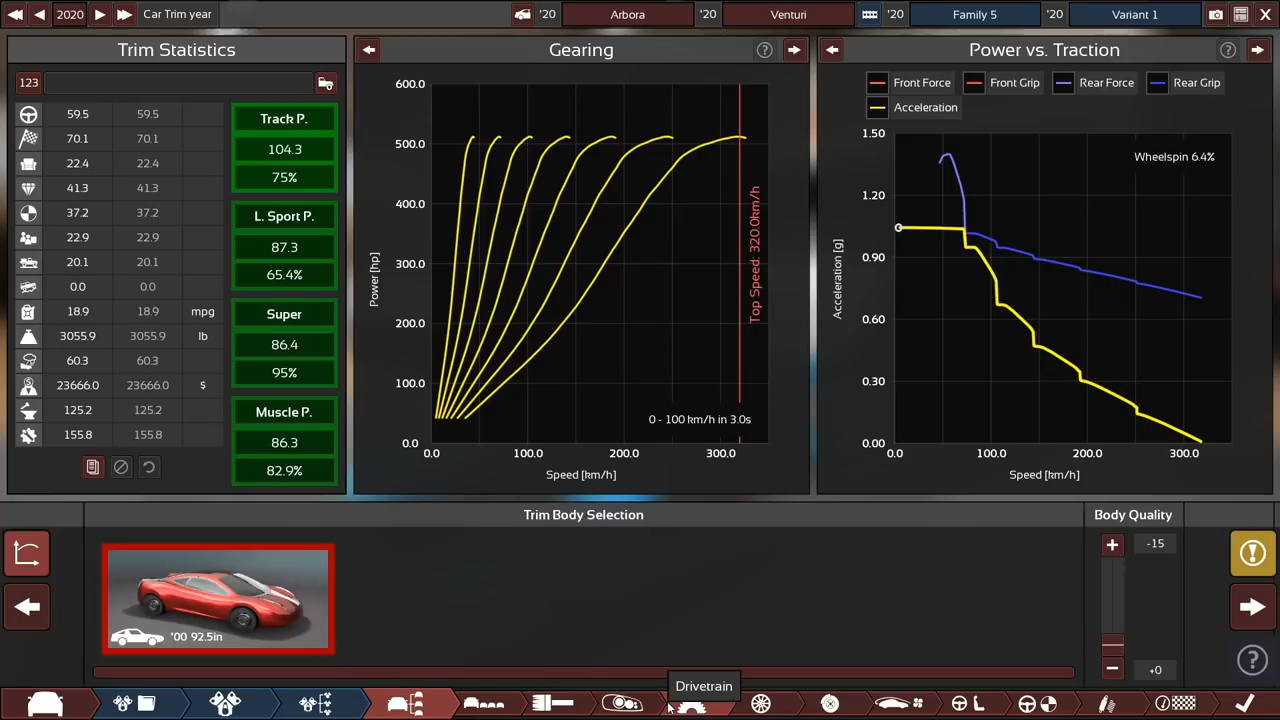 2020 Car Trim year '20 Arbora '20 Venturi '20 Family 5 '20 Variant 1 X
Trim Statistics
123
59.5 59.5
70.1 70.1
22.4 22.4
41.3 41.3
37.2 37.2
22.9 22.9
20.1 20.1
0.0 0.0
18.9 18.9 mpg
3055.9 3055.9 lb
60.3 60.3
23666.0 23666.0 $
125.2 125.2
155.8 155.8
Track P.
104.3
75%
L. Sport P.
87.3
65.4%
Super
86.4
95%
Muscle P.
86.3
82.9%
Gearing ?
600.0
500.0
400.0
300.0
200.0
100.0
0.0
Power [hp]
Top Speed: 320.0km/h
0 - 100 km/h in 3.0s
0.0 100.0 200.0 300.0
Speed [km/h]
Power vs. Traction ?
Front Force Front Grip Rear Force Rear Grip
Acceleration
1.50
1.20
0.90
0.60
0.30
0.00
Acceleration [g]
Wheelspin 6.4%
0.0 100.0 200.0 300.0
Speed [km/h]
Trim Body Selection
'00 92.5in
Body Quality
+ -15
- +0
?
Drivetrain